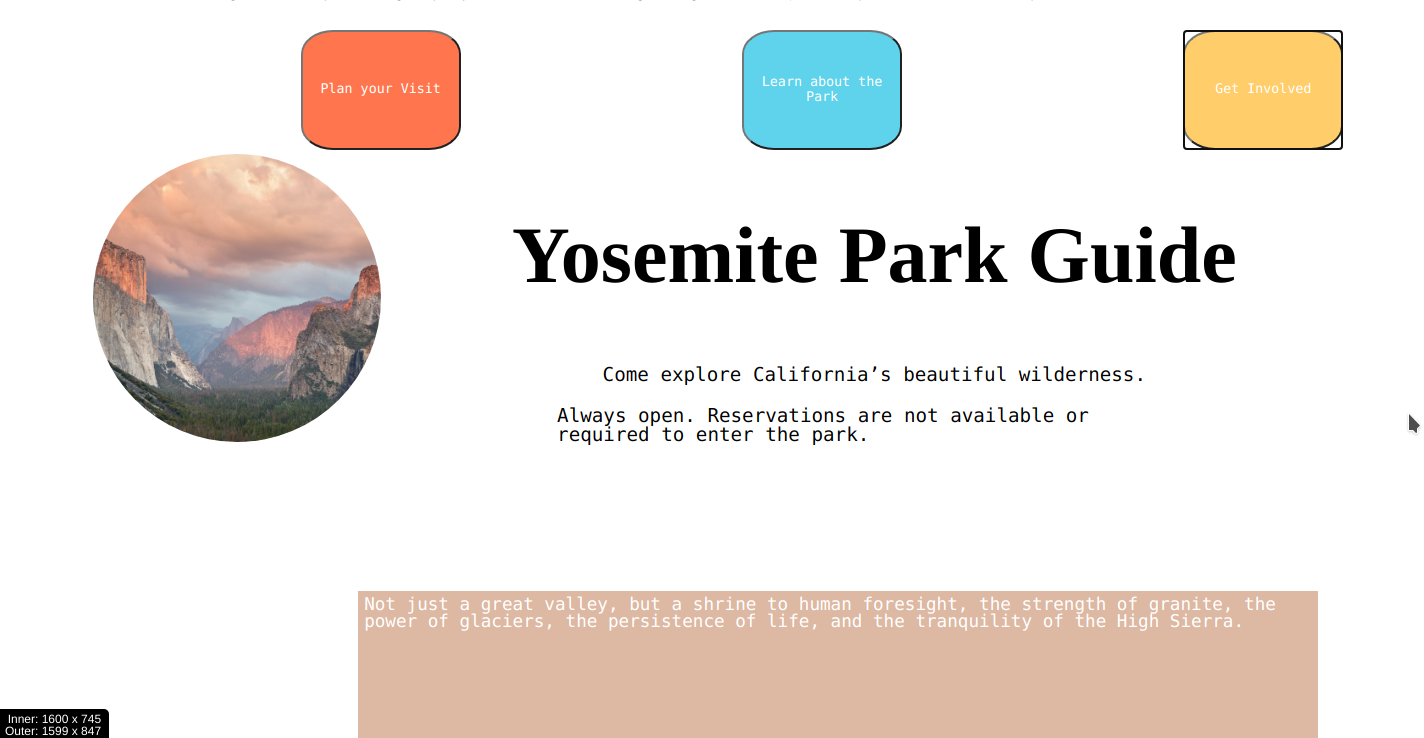 Plan your Visit
Learn about the
Park
Get Involved
Yosemite Park Guide
Come explore California’s beautiful wilderness.
Always open. Reservations are not available or
required to enter the park.
Not just a great valley, but a shrine to human foresight, the strength of granite, the
power of glaciers, the persistence of life, and the tranquility of the High Sierra.
Inner: 1600 x 745
Outer: 1599 x 847